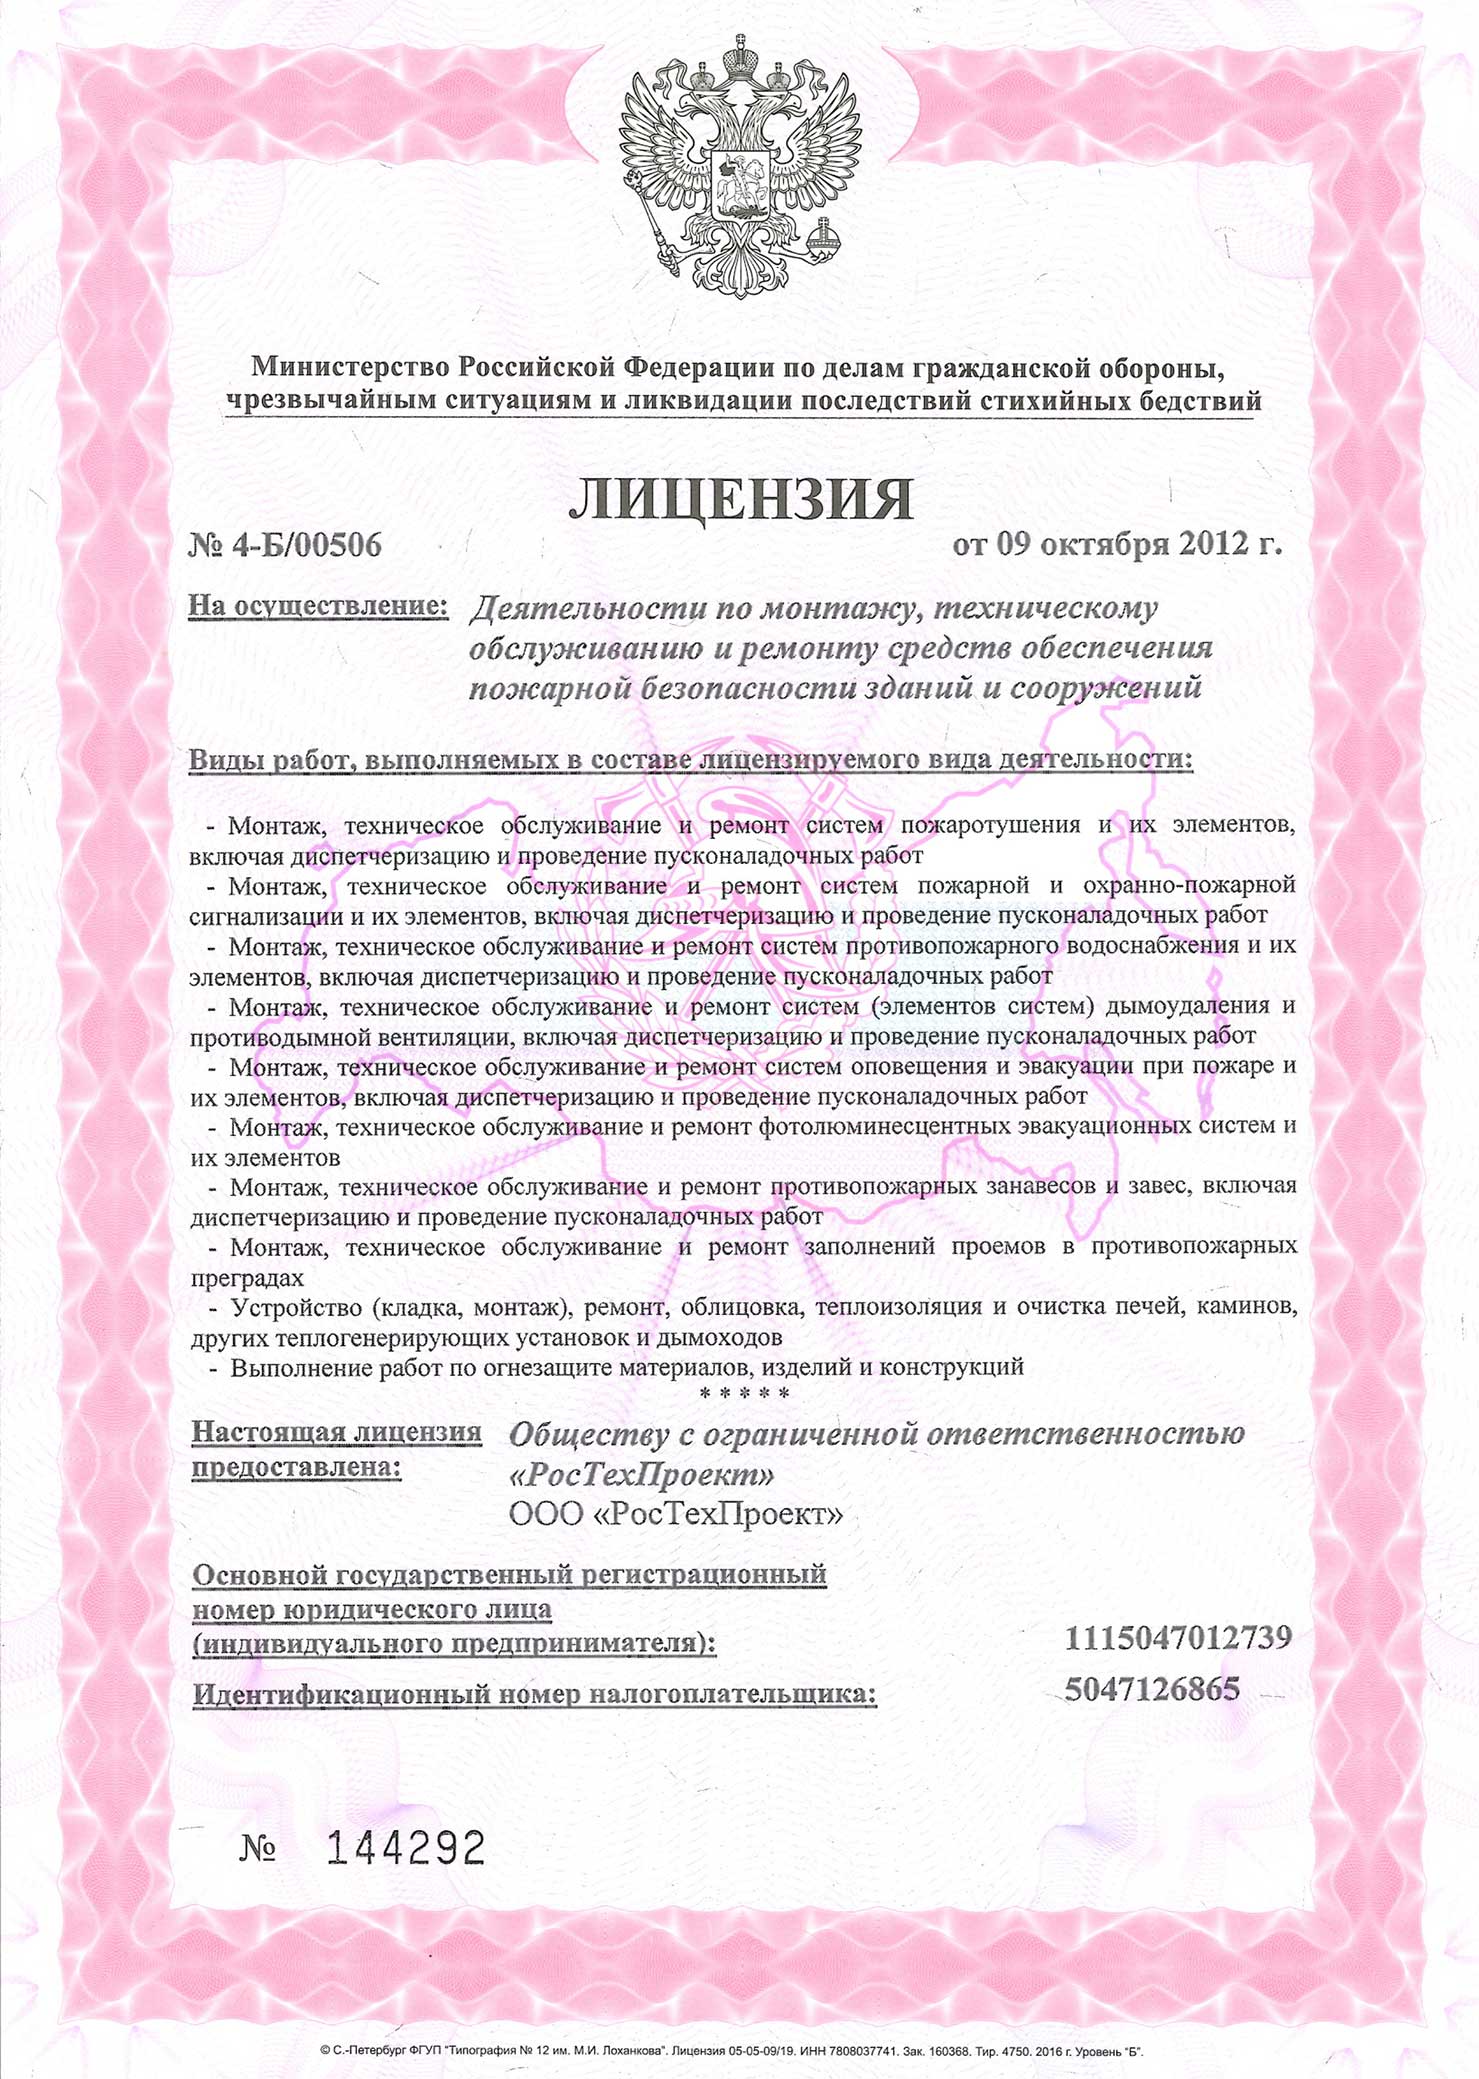 Министерство Российской Федерации по делам гражданской обороны,
чрезвычайным ситуациям и ликвидации последствий стихийных бедствий
ЛИЦЕНЗИЯ
№ 4-Б/00506 от 09 октября 2012 г.
На осуществление: Деятельности по монтажу, техническому
обслуживанию и ремонту средств обеспечения
пожарной безопасности зданий и сооружений
Виды работ, выполняемых в составе лицензируемого вида деятельности:
- Монтаж, техническое обслуживание и ремонт систем пожаротушения и их элементов,
включая диспетчеризацию и проведение пусконаладочных работ
- Монтаж, техническое обслуживание и ремонт систем пожарной и охранно-пожарной
сигнализации и их элементов, включая диспетчеризацию и проведение пусконаладочных работ
- Монтаж, техническое обслуживание и ремонт систем противопожарного водоснабжения и их
элементов, включая диспетчеризацию и проведение пусконаладочных работ
- Монтаж, техническое обслуживание и ремонт систем (элементов систем) дымоудаления и
противодымной вентиляции, включая диспетчеризацию и проведение пусконаладочных работ
- Монтаж, техническое обслуживание и ремонт систем оповещения и эвакуации при пожаре и
их элементов, включая диспетчеризацию и проведение пусконаладочных работ
- Монтаж, техническое обслуживание и ремонт фотолюминесцентных эвакуационных систем и
их элементов
- Монтаж, техническое обслуживание и ремонт противопожарных занавесов и завес, включая
диспетчеризацию и проведение пусконаладочных работ
- Монтаж, техническое обслуживание и ремонт заполнений проемов в противопожарных
преградах
- Устройство (кладка, монтаж), ремонт, облицовка, теплоизоляция и очистка печей, каминов,
других теплогенерирующих установок и дымоходов
- Выполнение работ по огнезащите материалов, изделий и конструкций
* * * * *
Настоящая лицензия Обществу с ограниченной ответственностью
предоставлена: «РосТехПроект»
ООО «РосТехПроект»
Основной государственный регистрационный
номер юридического лица
(индивидуального предпринимателя): 1115047012739
Идентификационный номер налогоплательщика: 5047126865
№ 144292
© С.-Петербург ФГУП "Типография № 12 им. М.И. Лоханкова". Лицензия 05-05-09/19. ИНН 7808037741. Зак. 160368. Тир. 4750. 2016 г. Уровень "Б".